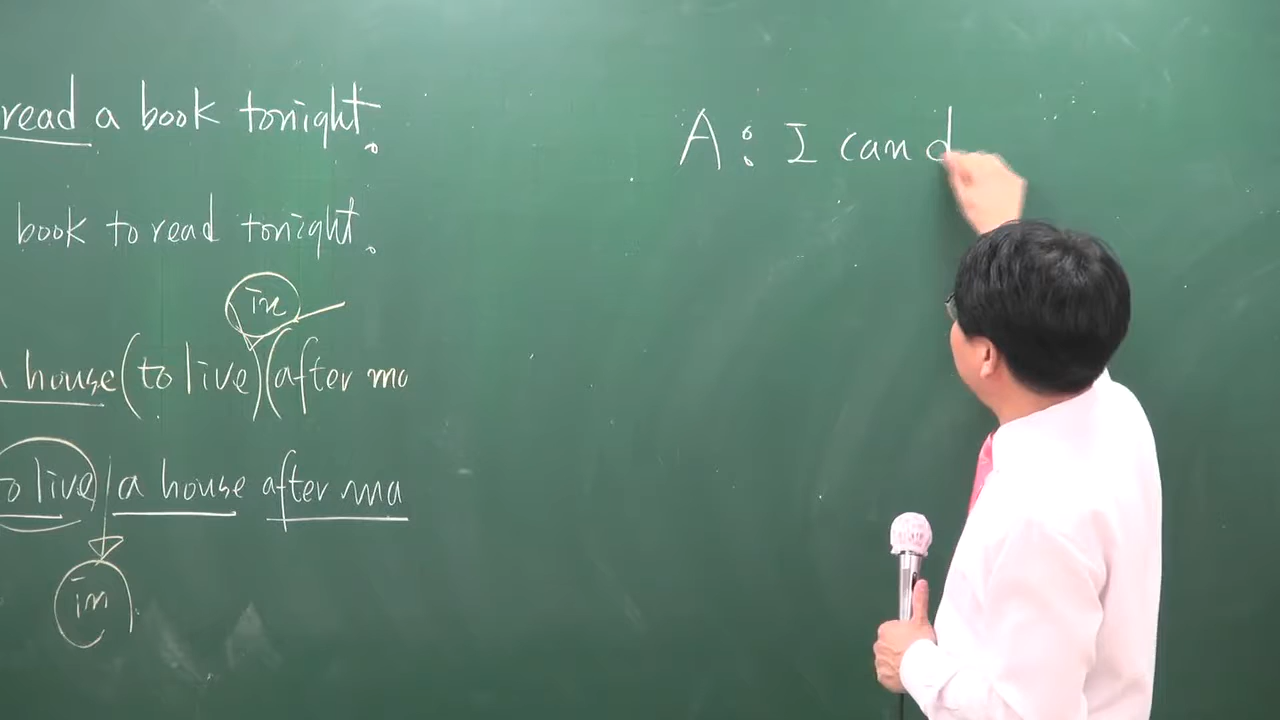 read a book tonight.
book to read tonight.
in
a house (to live) (after ma
to live a house after ma
in
A : I can d